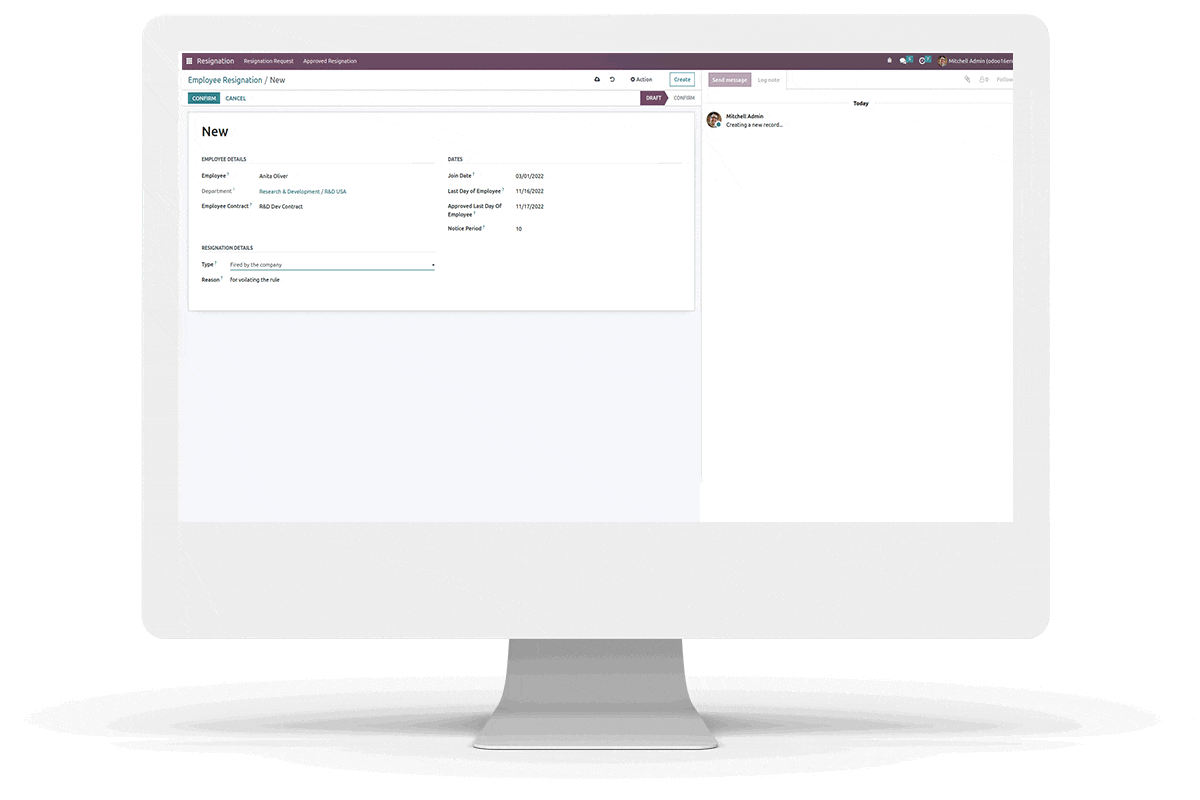 Resignation Resignation Request Approved Resignation Mitchell Admin
Employee Resignation / New Action Create Send message Log note
CONFIRM CANCEL DRAFT CONFIRM
Today
Mitchell Admin
Creating a new record...
New
EMPLOYEE DETAILS
Employee? Anita Oliver
Department? Research & Development / R&D USA
Employee Contract? R&D Dev Contract
DATES
Join Date? 03/01/2022
Last Day of Employee? 11/16/2022
Approved Last Day Of
Employee? 11/17/2022
Notice Period? 10
RESIGNATION DETAILS
Type? Fired by the company
Reason? for voilating the rule